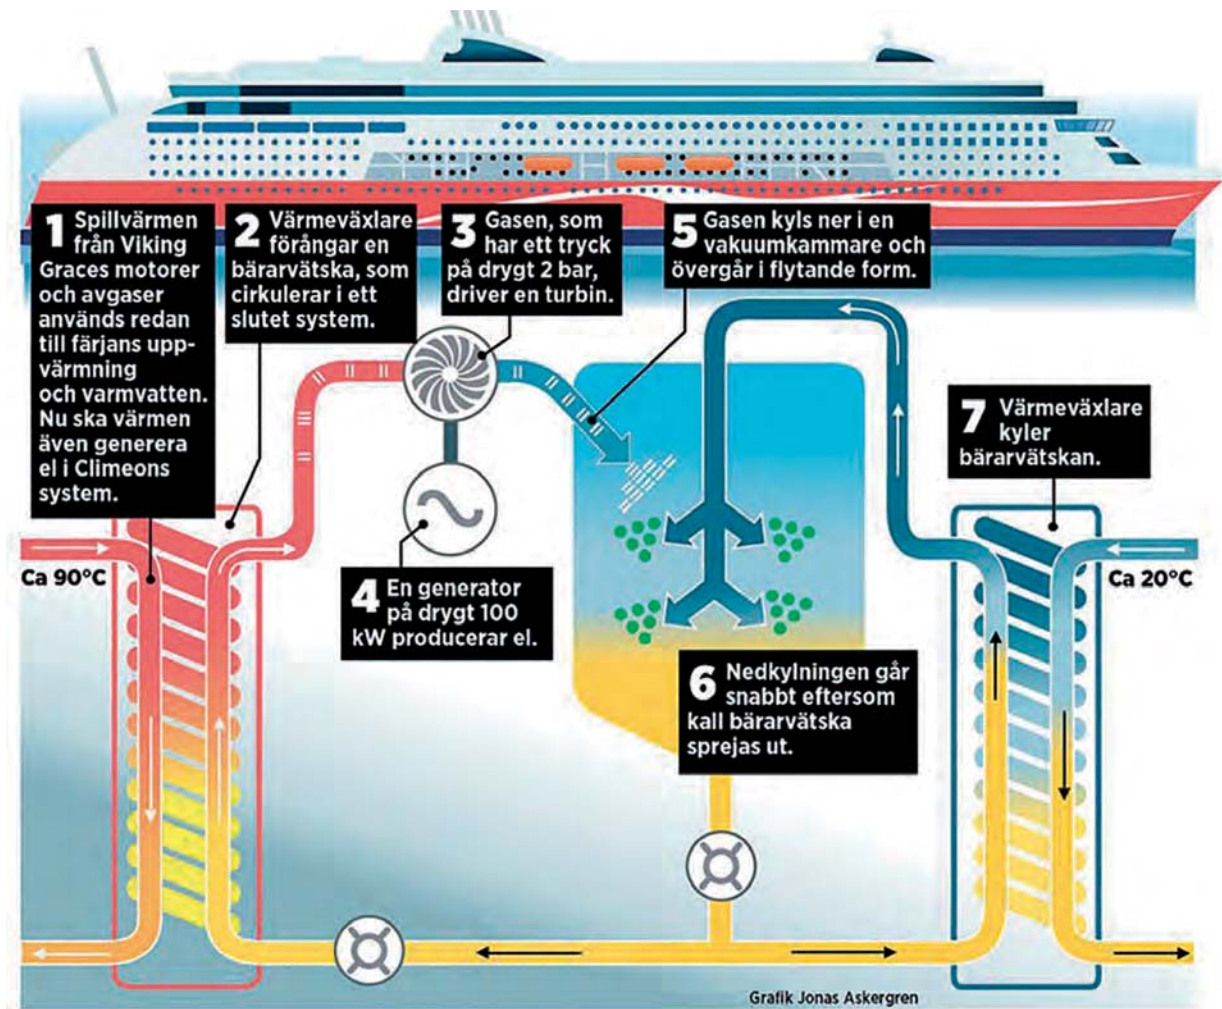 1 Spillvärmen
från Viking
Graces motorer
och avgaser
används redan
till färjans upp-
värmning
och varmvatten.
Nu ska värmen
även generera
el i Climeons
system.
2 Värmeväxlare
förångar en
bärarvätska, som
cirkulerar i ett
slutet system.
3 Gasen, som
har ett tryck
på drygt 2 bar,
driver en turbin.
5 Gasen kyls ner i en
vakuumkammare och
övergår i flytande form.
7 Värmeväxlare
kyler
bärarvätskan.
Ca 90°C
Ca 20°C
4 En generator
på drygt 100
kW producerar el.
6 Nedkylningen går
snabbt eftersom
kall bärarvätska
sprejas ut.
Grafik Jonas Askergren